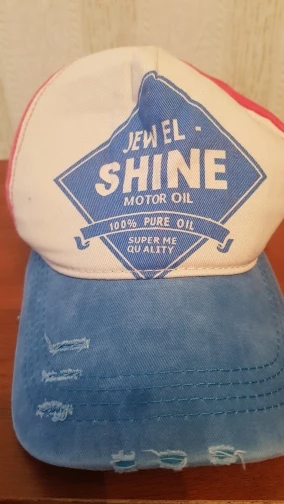 JEWEL -
SHINE
MOTOR OIL
100% PURE OIL
SUPER ME
QUALITY